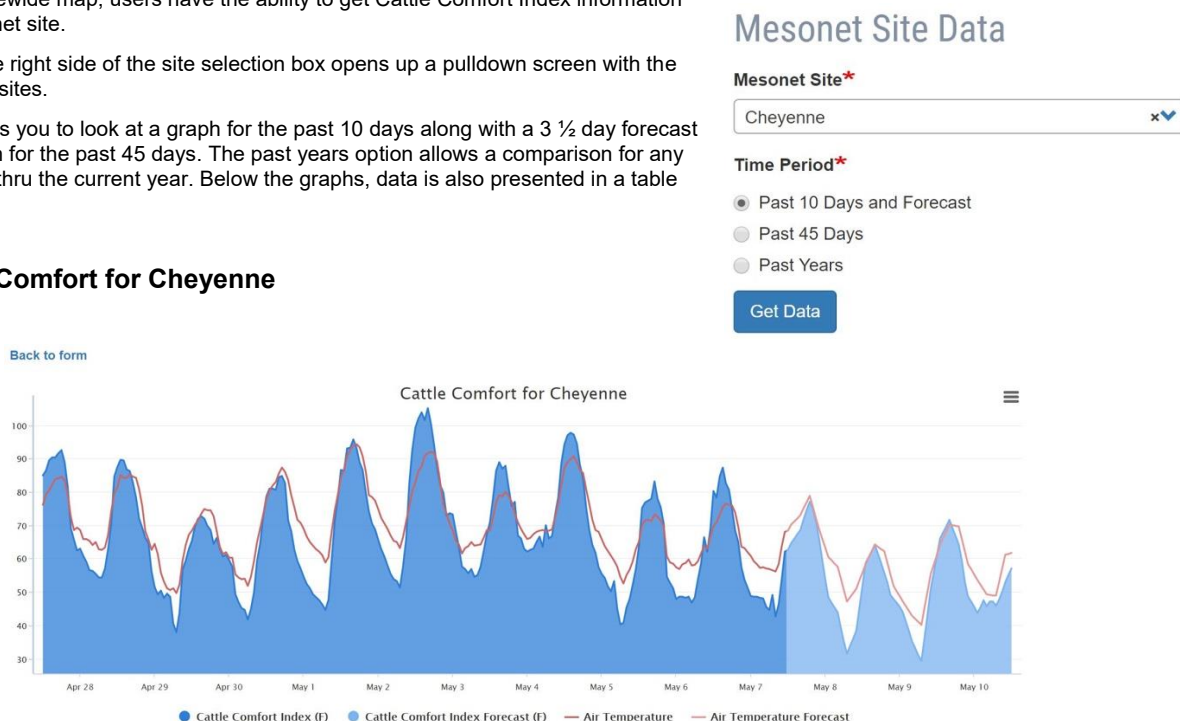 ewide map, users have the ability to get Cattle Comfort Index information
net site.
e right side of the site selection box opens up a pulldown screen with the
sites.
s you to look at a graph for the past 10 days along with a 3 ½ day forecast
n for the past 45 days. The past years option allows a comparison for any
thru the current year. Below the graphs, data is also presented in a table
Mesonet Site Data
Mesonet Site*
Cheyenne
Time Period*
Past 10 Days and Forecast
Past 45 Days
Past Years
Get Data
Comfort for Cheyenne
Back to form
Cattle Comfort for Cheyenne
100
90
80
70
60
50
40
30
Apr 28 Apr 29 Apr 30 May 1 May 2 May 3 May 4 May 5 May 6 May 7 May 8 May 9 May 10
Cattle Comfort Index (F) Cattle Comfort Index Forecast (F) Air Temperature Air Temperature Forecast